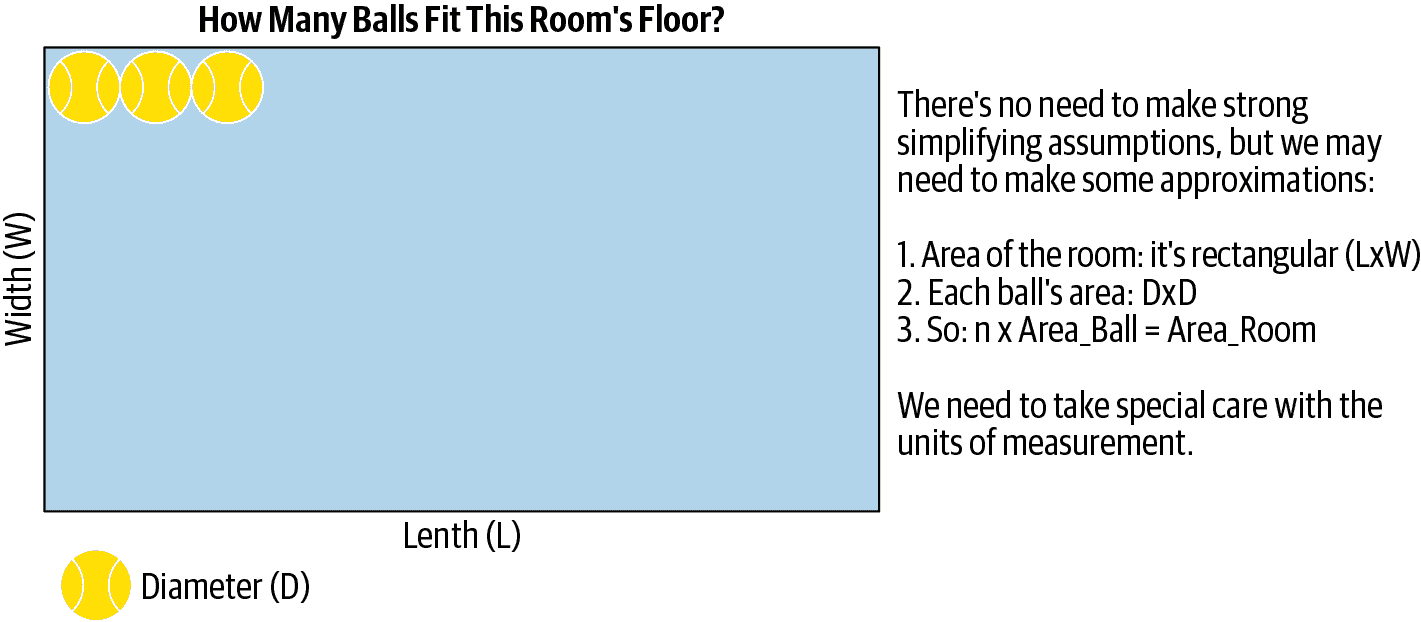 How Many Balls Fit This Room's Floor?
Width (W)
Lenth (L)
Diameter (D)
There's no need to make strong
simplifying assumptions, but we may
need to make some approximations:
1. Area of the room: it's rectangular (LxW)
2. Each ball's area: DxD
3. So: n x Area_Ball = Area_Room
We need to take special care with the
units of measurement.